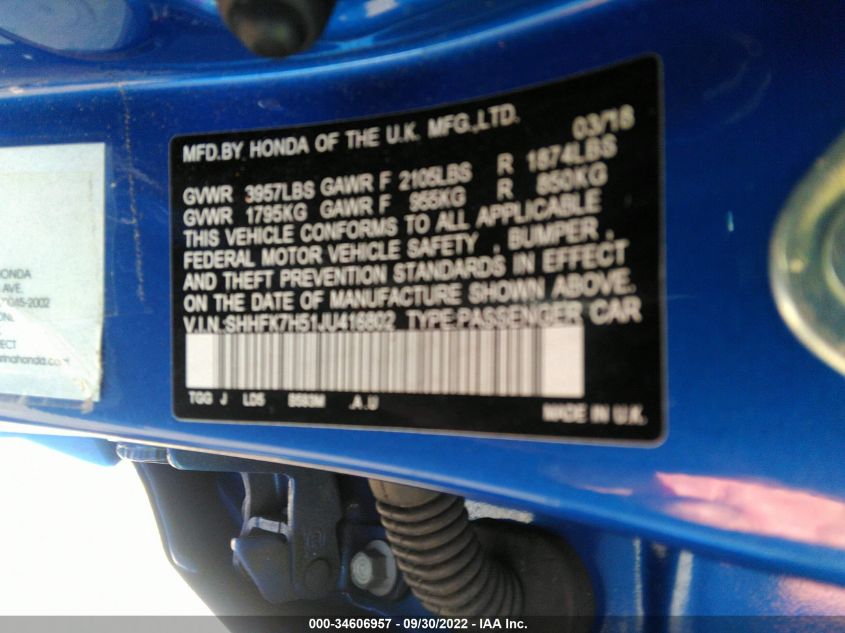 MFD.BY HONDA OF THE U.K. MFG.,LTD. 03/18
GVWR 3957LBS GAWR F 2105LBS R 1874LBS
GVWR 1795KG GAWR F 955KG R 850KG
THIS VEHICLE CONFORMS TO ALL APPLICABLE
FEDERAL MOTOR VEHICLE SAFETY , BUMPER ,
AND THEFT PREVENTION STANDARDS IN EFFECT
ON THE DATE OF MANUFACTURE SHOWN ABOVE.
V.I.N. SHHFK7H51JU416802 TYPE:PASSENGER CAR
TGG J LD5 B593M .A.U
MADE IN U.K.
HONDA
AVE.
-2002
000-34606957 - 09/30/2022 - IAA Inc.